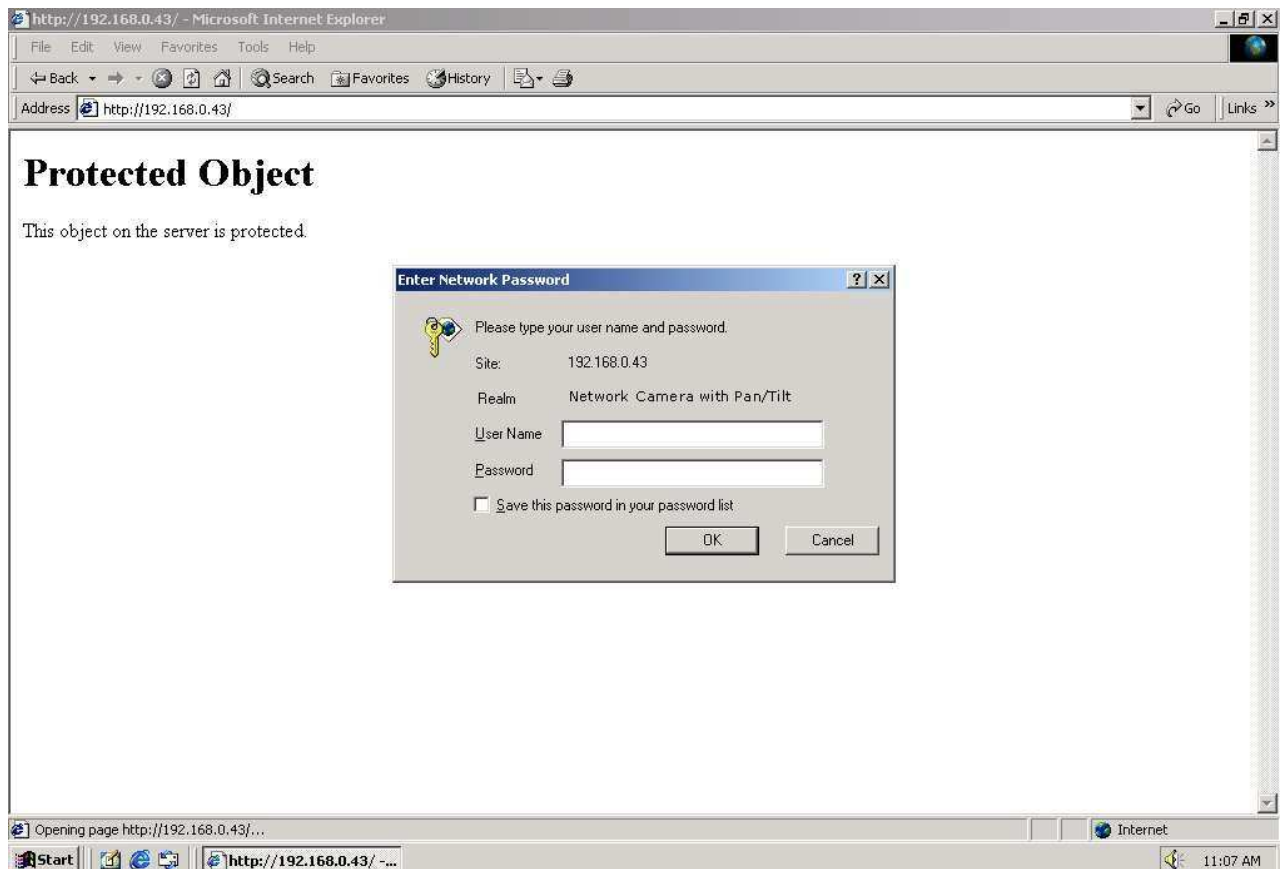 http://192.168.0.43/ - Microsoft Internet Explorer
File Edit View Favorites Tools Help
Back Search Favorites History
Address http://192.168.0.43/ Go Links »
Protected Object
This object on the server is protected.
Enter Network Password
Please type your user name and password.
Site: 192.168.0.43
Realm Network Camera with Pan/Tilt
User Name
Password
Save this password in your password list
OK Cancel
Opening page http://192.168.0.43/... Internet
Start http://192.168.0.43/ -... 11:07 AM